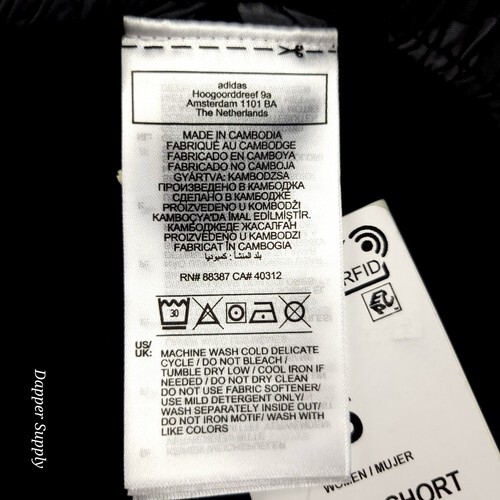 adidas
Hoogoorddreef 9a
Amsterdam 1101 BA
The Netherlands
MADE IN CAMBODIA
FABRIQUÉ AU CAMBODGE
FABRICADO EN CAMBOYA
FABRICADO NO CAMBOJA
GYÁRTVA: KAMBODZSA
ПРОИЗВЕДЕНО В КАМБОДЖА
СДЕЛАНО В КАМБОДЖЕ
PROIZVEDENO U KOMBODŽI
KAMBOÇYA'DA İMAL EDİLMİŞTİR.
КАМБОДЖЕДЕ ЖАСАЛҒАН
PROIZVEDENO U KAMBODZI
FABRICAT ÎN CAMBOGIA
بلد المنشأ: كمبوديا
RN# 88387 CA# 40312
30
US/
UK:
MACHINE WASH COLD DELICATE
CYCLE / DO NOT BLEACH /
TUMBLE DRY LOW / COOL IRON IF
NEEDED / DO NOT DRY CLEAN
DO NOT USE FABRIC SOFTENER/
USE MILD DETERGENT ONLY/
WASH SEPARATELY INSIDE OUT/
DO NOT IRON MOTIF/ WASH WITH
LIKE COLORS
RFID
WOMEN / MUJER
SHORT
Dapper Supply